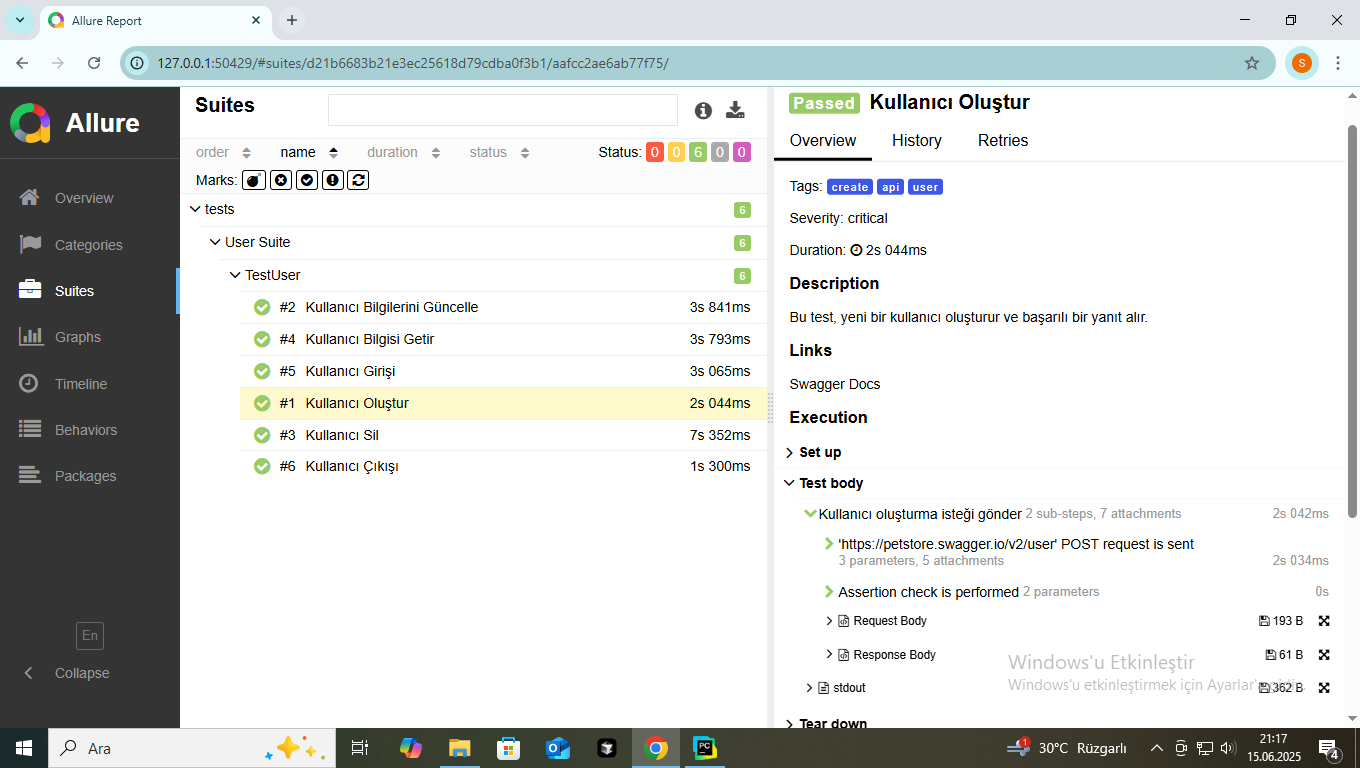 Allure Report
127.0.0.1:50429/#suites/d21b6683b21e3ec25618d79cdba0f3b1/aafcc2ae6ab77f75/
S
Allure
Overview
Categories
Suites
Graphs
Timeline
Behaviors
Packages
En
Collapse
Suites
order name duration status Status: 0 0 6 0 0
Marks:
tests 6
User Suite 6
TestUser 6
#2 Kullanıcı Bilgilerini Güncelle 3s 841ms
#4 Kullanıcı Bilgisi Getir 3s 793ms
#5 Kullanıcı Girişi 3s 065ms
#1 Kullanıcı Oluştur 2s 044ms
#3 Kullanıcı Sil 7s 352ms
#6 Kullanıcı Çıkışı 1s 300ms
Passed Kullanıcı Oluştur
Overview History Retries
Tags: create api user
Severity: critical
Duration: 2s 044ms
Description
Bu test, yeni bir kullanıcı oluşturur ve başarılı bir yanıt alır.
Links
Swagger Docs
Execution
Set up
Test body
Kullanıcı oluşturma isteği gönder 2 sub-steps, 7 attachments 2s 042ms
'https://petstore.swagger.io/v2/user' POST request is sent
3 parameters, 5 attachments 2s 034ms
Assertion check is performed 2 parameters 0s
Request Body 193 B
Response Body 61 B
Windows'u Etkinleştir
Windows'u etkinleştirmek için Ayarlar'a gidin.
stdout 362 B
Tear down
Ara
PC
1
30°C Rüzgarlı
21:17
15.06.2025
4